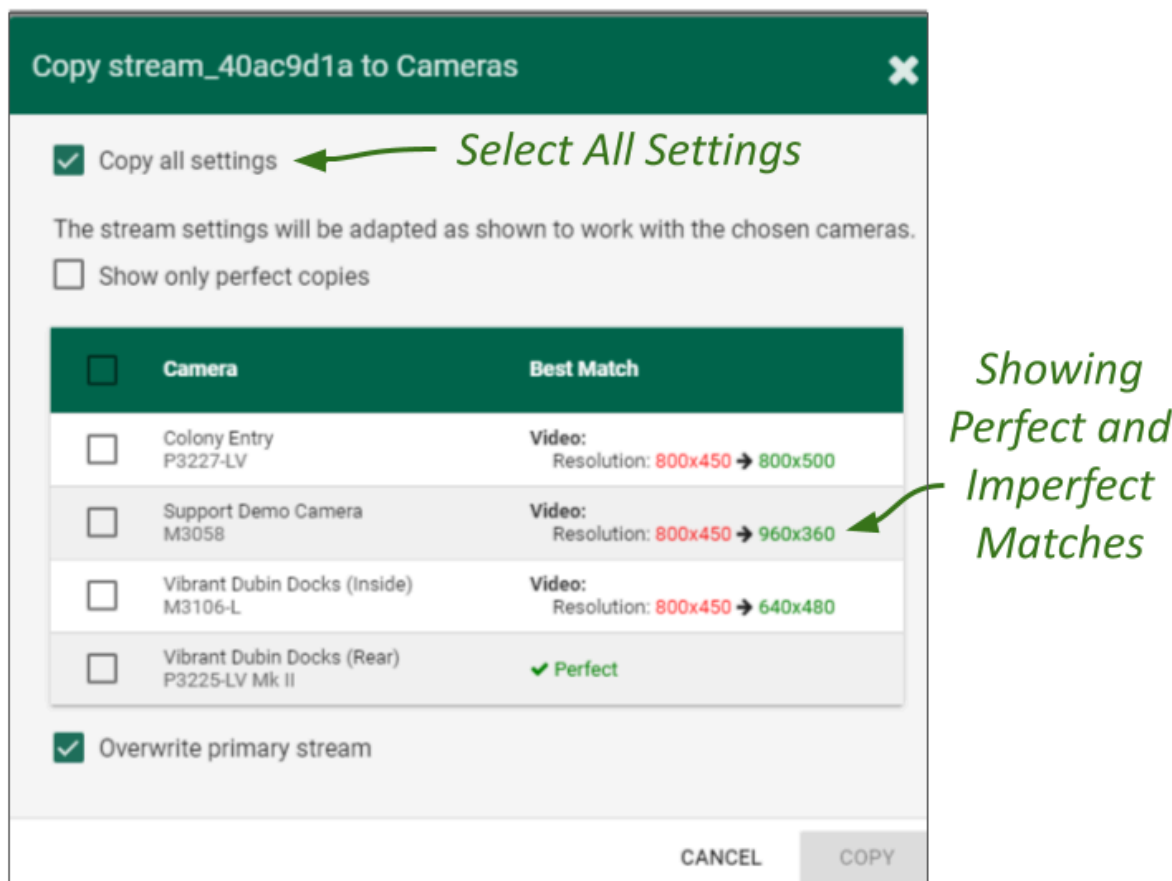 Copy stream_40ac9d1a to Cameras
Copy all settings
Select All Settings
The stream settings will be adapted as shown to work with the chosen cameras.
Show only perfect copies
Camera Best Match
Colony Entry
P3227-LV
Video:
Resolution: 800x450 → 800x500
Support Demo Camera
M3058
Video:
Resolution: 800x450 → 960x360
Vibrant Dubin Docks (Inside)
M3106-L
Video:
Resolution: 800x450 → 640x480
Vibrant Dubin Docks (Rear)
P3225-LV Mk II
Perfect
Showing
Perfect and
Imperfect
Matches
Overwrite primary stream
CANCEL COPY